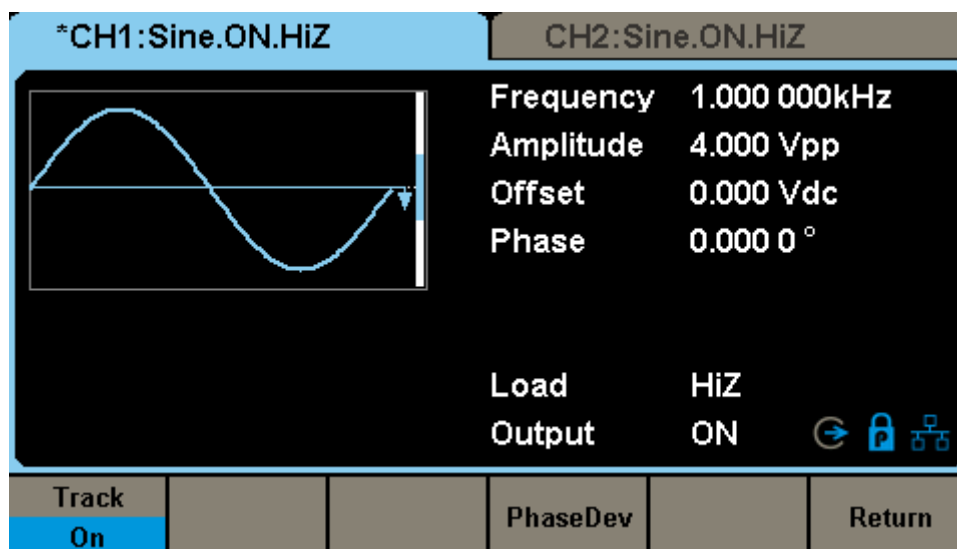 *CH1:Sine.ON.HiZ
CH2:Sine.ON.HiZ
Frequency 1.000 000kHz
Amplitude 4.000 Vpp
Offset 0.000 Vdc
Phase 0.000 0 °
Load HiZ
Output ON
P
Track
On
PhaseDev
Return